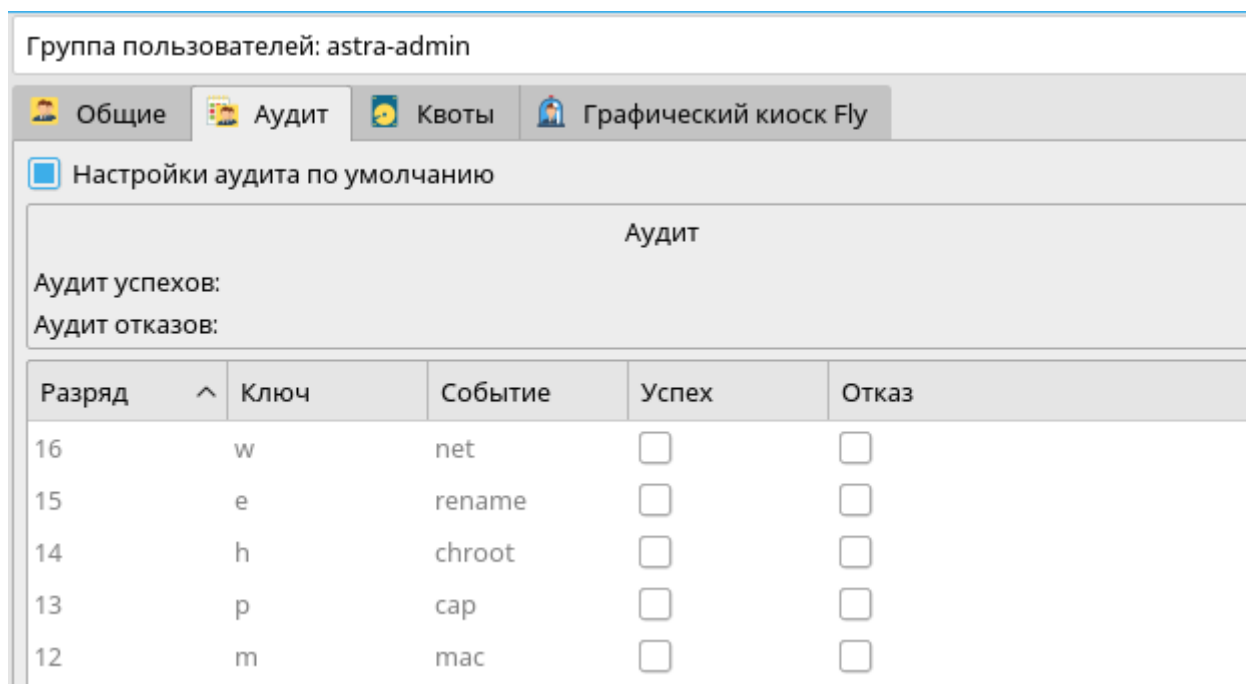 Группа пользователей: astra-admin
Общие Аудит Квоты Графический киоск Fly
Настройки аудита по умолчанию
Аудит
Аудит успехов:
Аудит отказов:
Разряд Ключ Событие Успех Отказ
16 w net
15 e rename
14 h chroot
13 p cap
12 m mac